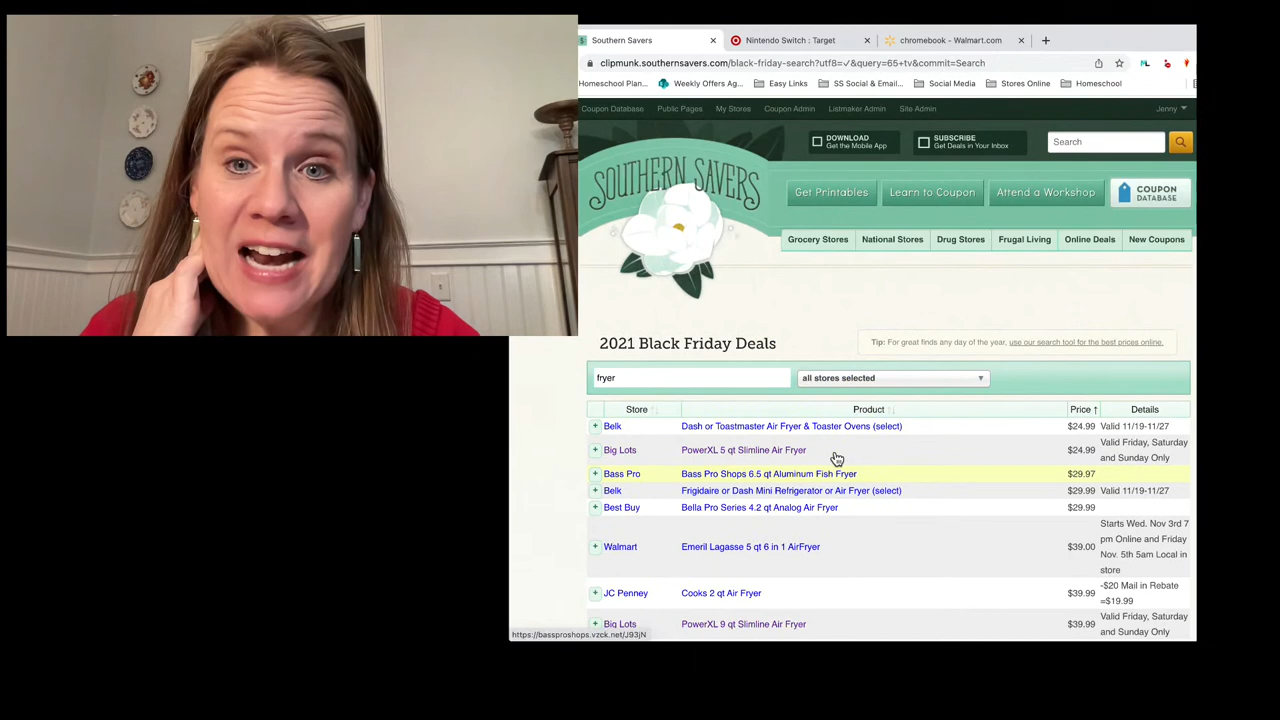 Southern Savers
Nintendo Switch : Target
chromebook - Walmart.com
clipmunk.southernsavers.com/black-friday-search?utf8=✓&query=65+tv&commit=Search
Homeschool Plan...
Weekly Offers Ag...
Easy Links
SS Social & Email...
Social Media
Stores Online
Homeschool
Coupon Database
Public Pages
My Stores
Coupon Admin
Listmaker Admin
Site Admin
Jenny
DOWNLOAD
Get the Mobile App
SUBSCRIBE
Get Deals in Your Inbox
Search
SOUTHERN SAVERS
Get Printables
Learn to Coupon
Attend a Workshop
COUPON
DATABASE
Grocery Stores
National Stores
Drug Stores
Frugal Living
Online Deals
New Coupons
2021 Black Friday Deals
Tip: For great finds any day of the year, use our search tool for the best prices online.
fryer
all stores selected
Store Product Price ↑ Details
+ Belk Dash or Toastmaster Air Fryer & Toaster Ovens (select) $24.99 Valid 11/19-11/27
+ Big Lots PowerXL 5 qt Slimline Air Fryer $24.99 Valid Friday, Saturday
and Sunday Only
+ Bass Pro Bass Pro Shops 6.5 qt Aluminum Fish Fryer $29.97
+ Belk Frigidaire or Dash Mini Refrigerator or Air Fryer (select) $29.99 Valid 11/19-11/27
+ Best Buy Bella Pro Series 4.2 qt Analog Air Fryer $29.99
Starts Wed. Nov 3rd 7
pm Online and Friday
+ Walmart Emeril Lagasse 5 qt 6 in 1 AirFryer $39.00
Nov. 5th 5am Local in
store
+ JC Penney Cooks 2 qt Air Fryer $39.99 -$20 Mail in Rebate
=$19.99
+ Big Lots PowerXL 9 qt Slimline Air Fryer $39.99 Valid Friday, Saturday
and Sunday Only
https://bassproshops.vzck.net/J93jN